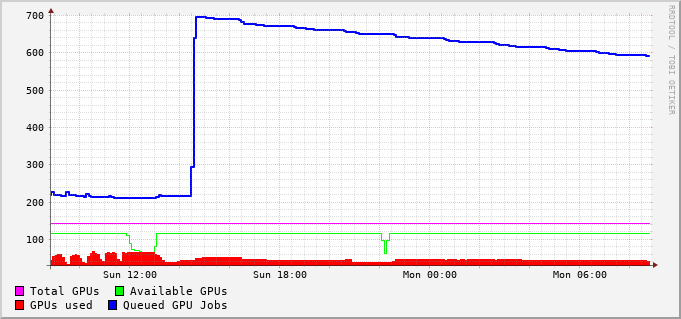 700
600
500
400
300
200
100
Sun 12:00 Sun 18:00 Mon 00:00 Mon 06:00
Total GPUs Available GPUs
GPUs used Queued GPU Jobs
RRDTOOL / TOBI OETIKER